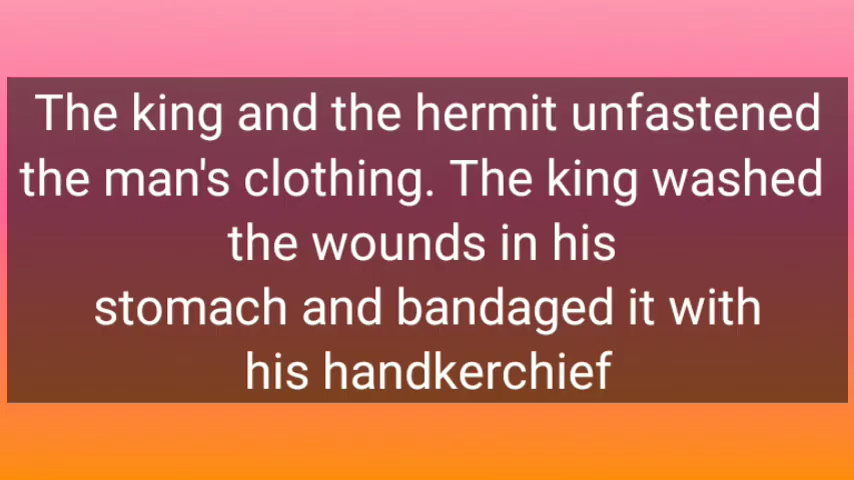 The king and the hermit unfastened
the man's clothing. The king washed
the wounds in his
stomach and bandaged it with
his handkerchief